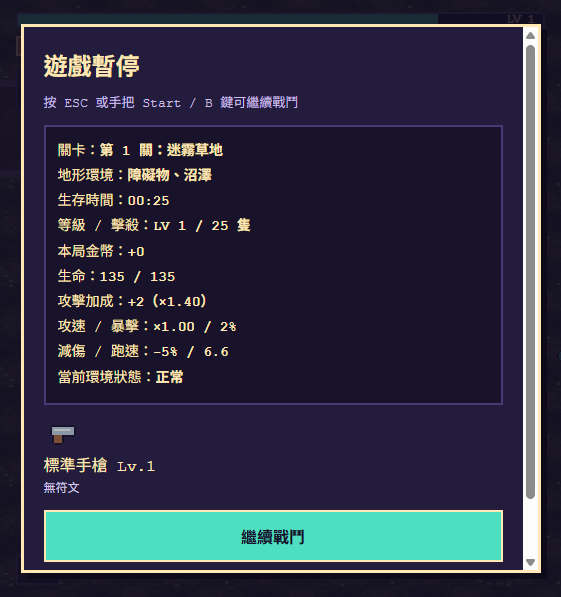 LV 1
遊戲暫停
按 ESC 或手把 Start / B 鍵可繼續戰鬥
關卡：第 1 關：迷霧草地
地形環境：障礙物、沼澤
生存時間：00:25
等級 / 擊殺：LV 1 / 25 隻
本局金幣：+0
生命：135 / 135
攻擊加成：+2 (×1.40)
攻速 / 暴擊：×1.00 / 2%
減傷 / 跑速：-5% / 6.6
當前環境狀態：正常
標準手槍 Lv.1
無符文
繼續戰鬥